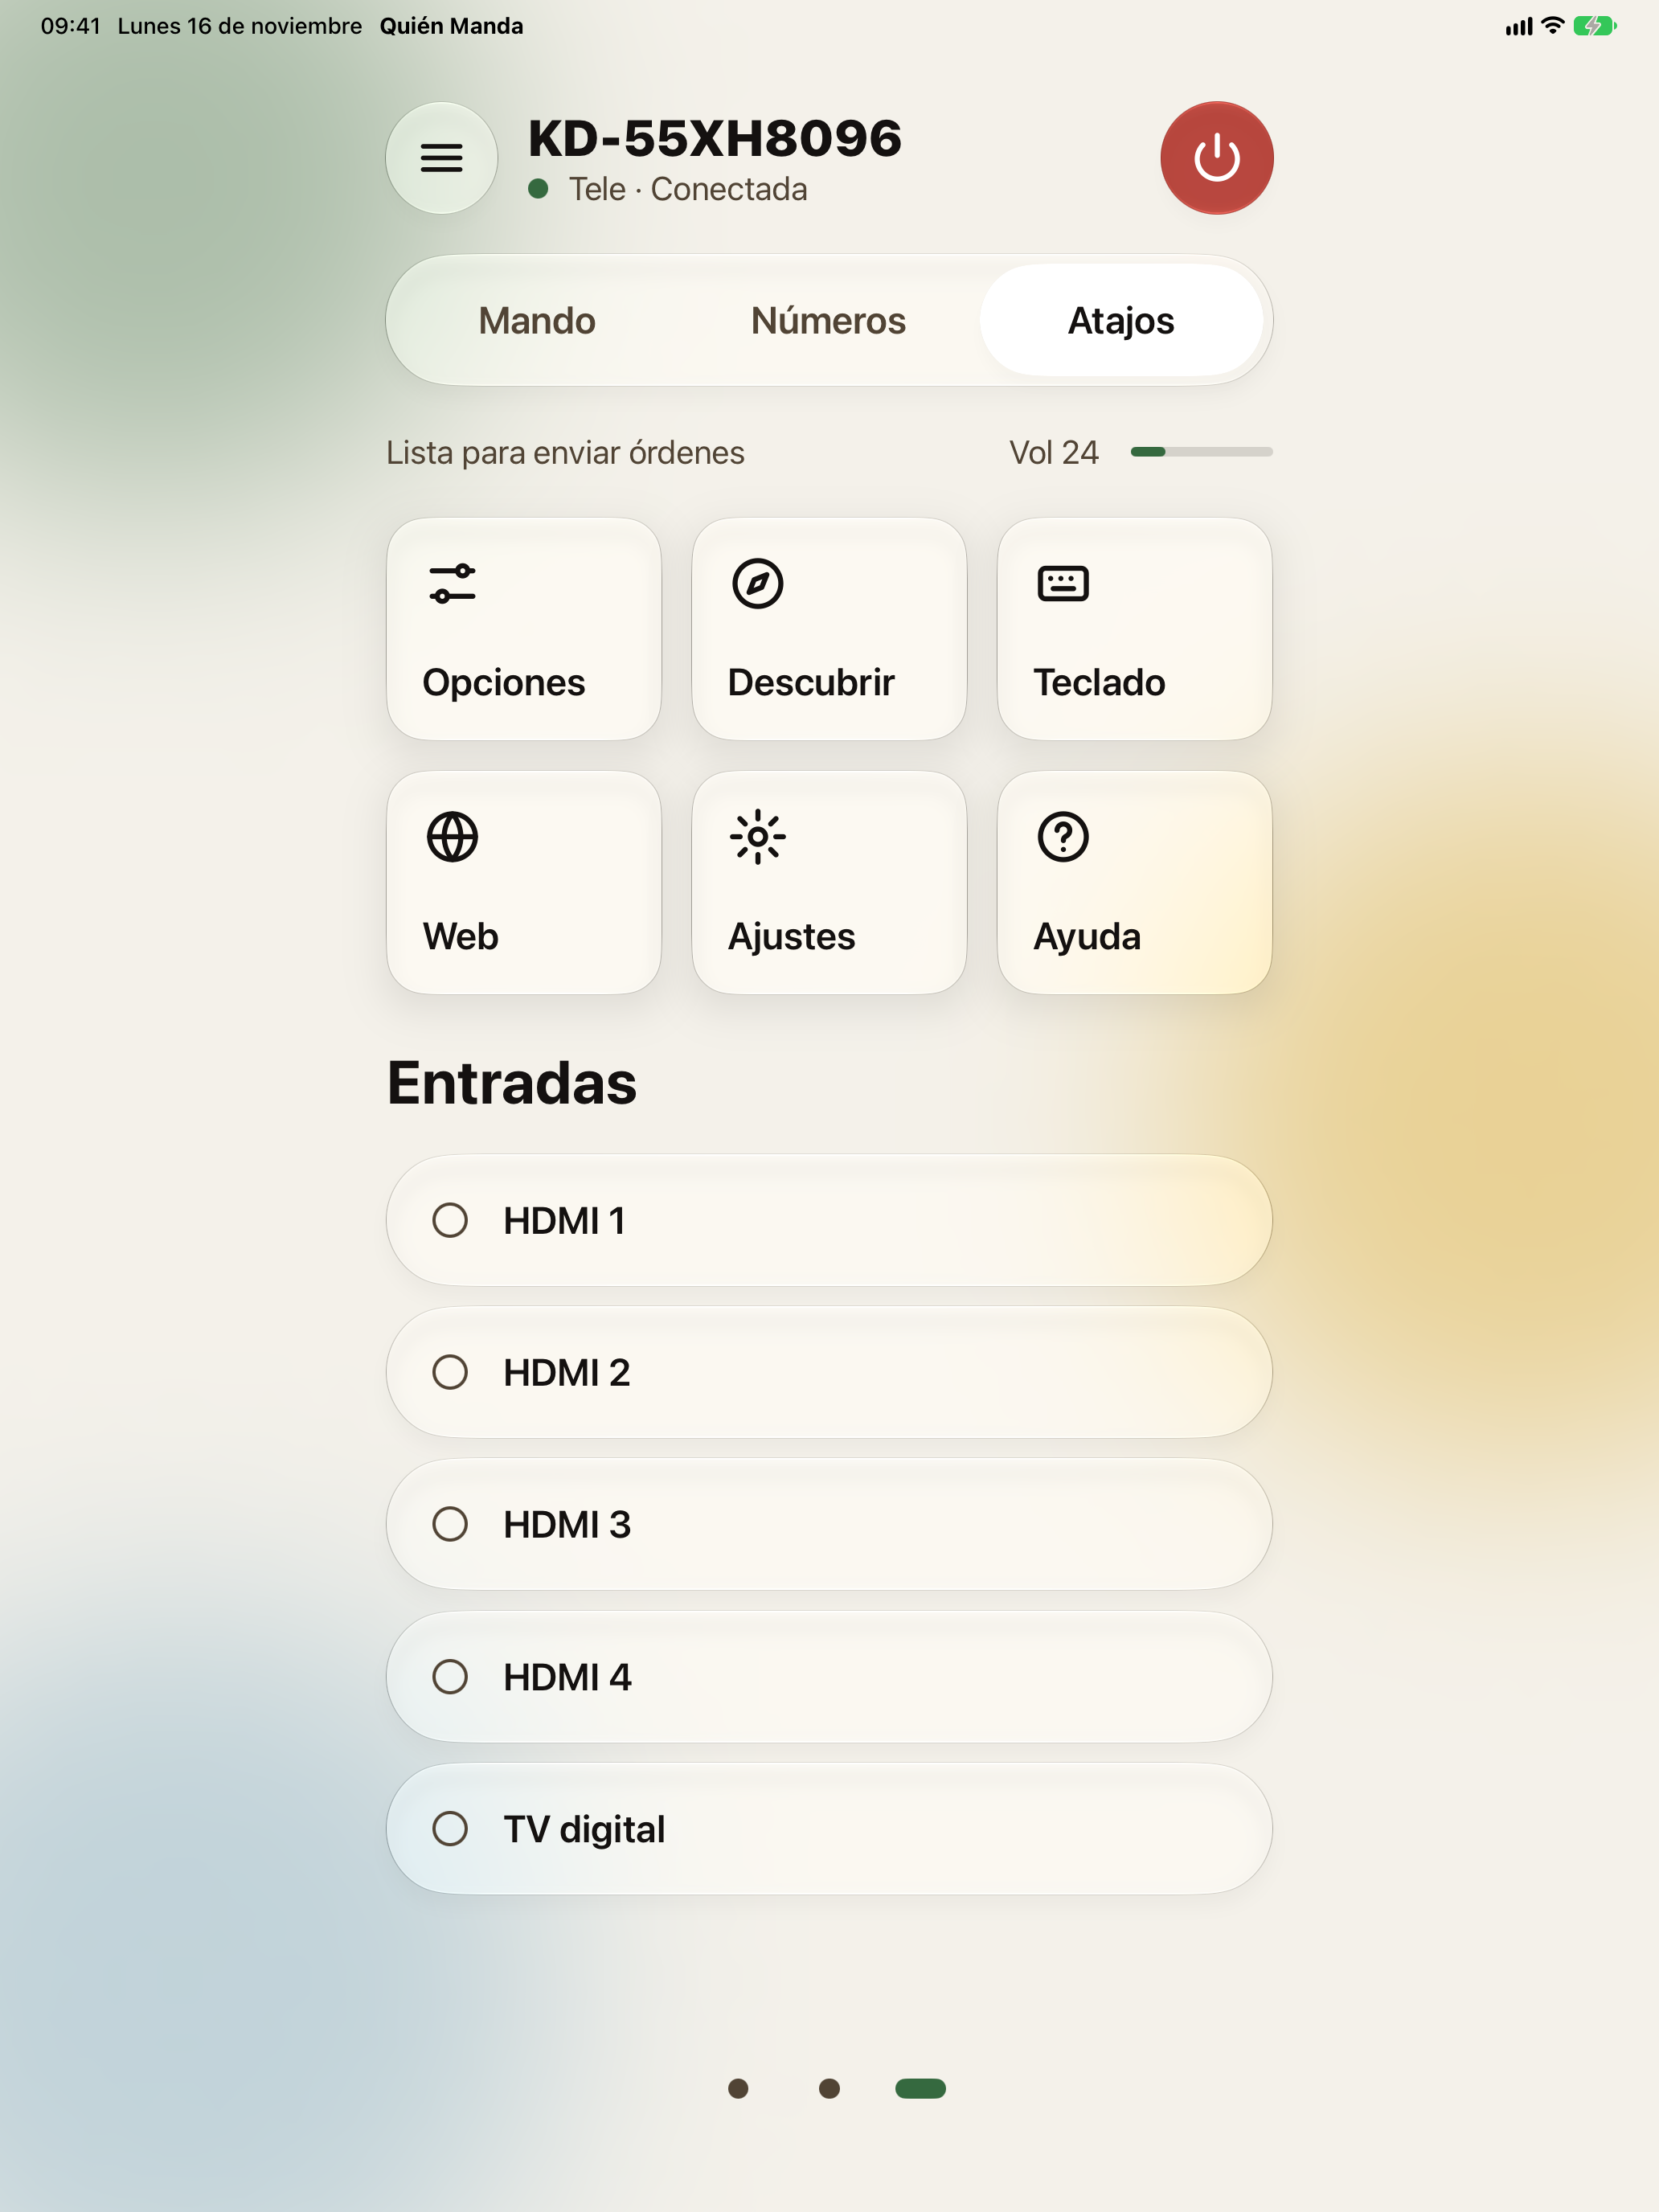 09:41 Lunes 16 de noviembre Quién Manda
KD-55XH8096
Tele · Conectada
Mando Números Atajos
Lista para enviar órdenes Vol 24
Opciones Descubrir Teclado
Web Ajustes Ayuda
Entradas
HDMI 1
HDMI 2
HDMI 3
HDMI 4
TV digital